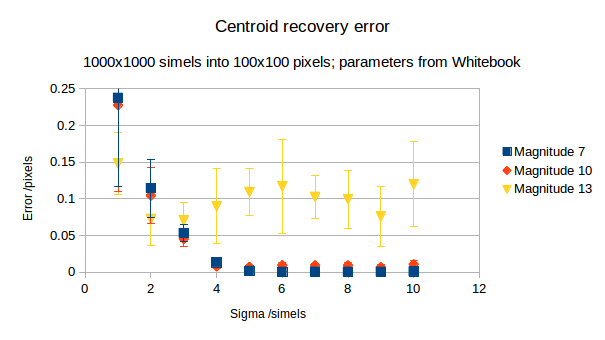 Centroid recovery error
1000x1000 simels into 100x100 pixels; parameters from Whitebook
Error /pixels
0.25
0.2
0.15
0.1
0.05
0
0 2 4 6 8 10 12
Sigma /simels
Magnitude 7
Magnitude 10
Magnitude 13